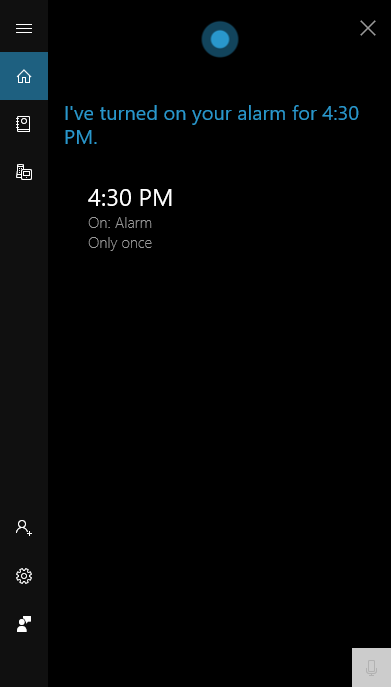 I've turned on your alarm for 4:30
PM.
4:30 PM
On: Alarm
Only once